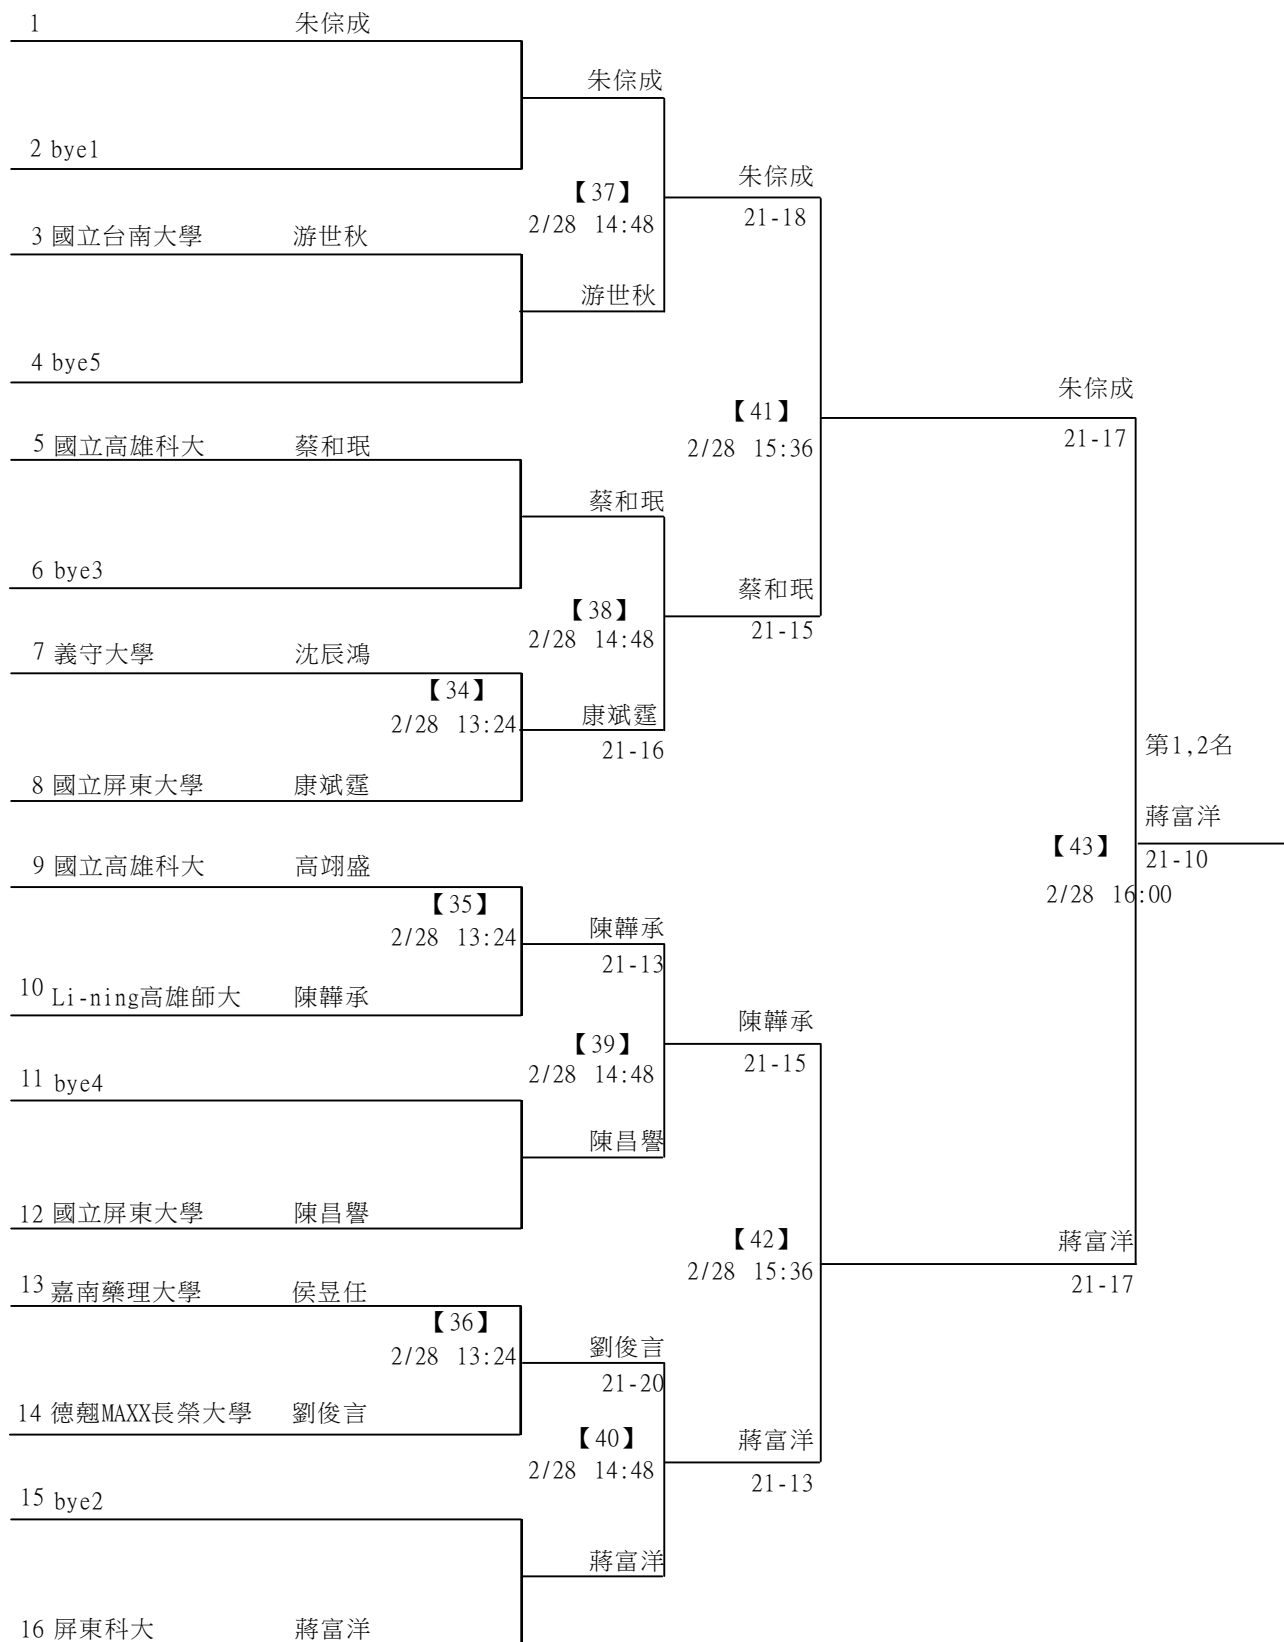 1 朱倧成
朱倧成
2 bye1
朱倧成
【37】
21-18
2/28 14:48
3 國立台南大學 游世秋
游世秋
4 bye5
朱倧成
【41】
21-17
2/28 15:36
5 國立高雄科大 蔡和珉
蔡和珉
6 bye3
蔡和珉
【38】
21-15
2/28 14:48
7 義守大學 沈辰鴻
【34】
2/28 13:24
康斌霆
21-16
8 國立屏東大學 康斌霆
第1,2名
蔣富洋
【43】
21-10
2/28 16:00
9 國立高雄科大 高翊盛
【35】
2/28 13:24
陳韡承
21-13
10 Li-ning高雄師大 陳韡承
陳韡承
【39】
21-15
2/28 14:48
11 bye4
陳昌譽
12 國立屏東大學 陳昌譽
【42】
蔣富洋
2/28 15:36
21-17
13 嘉南藥理大學 侯昱任
【36】
2/28 13:24
劉俊言
21-20
14 德翹MAXX長榮大學 劉俊言
【40】
蔣富洋
2/28 14:48
21-13
15 bye2
蔣富洋
16 屏東科大 蔣富洋